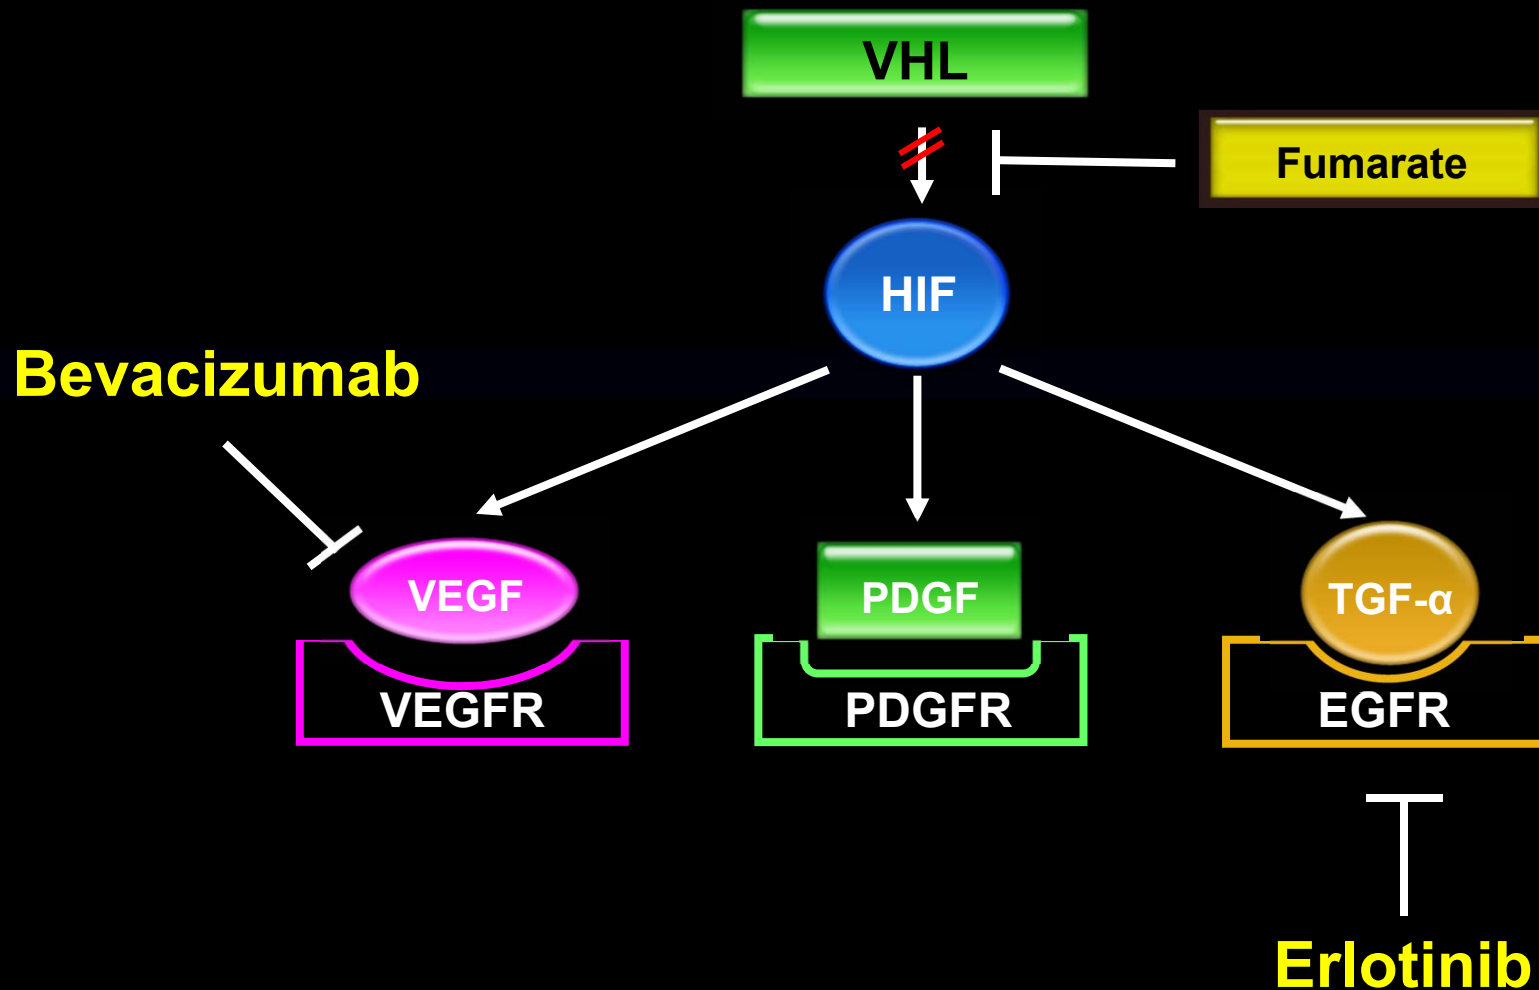 VHL
Fumarate
HIF
Bevacizumab
VEGF
PDGF
TGF-α
VEGFR
PDGFR
EGFR
Erlotinib